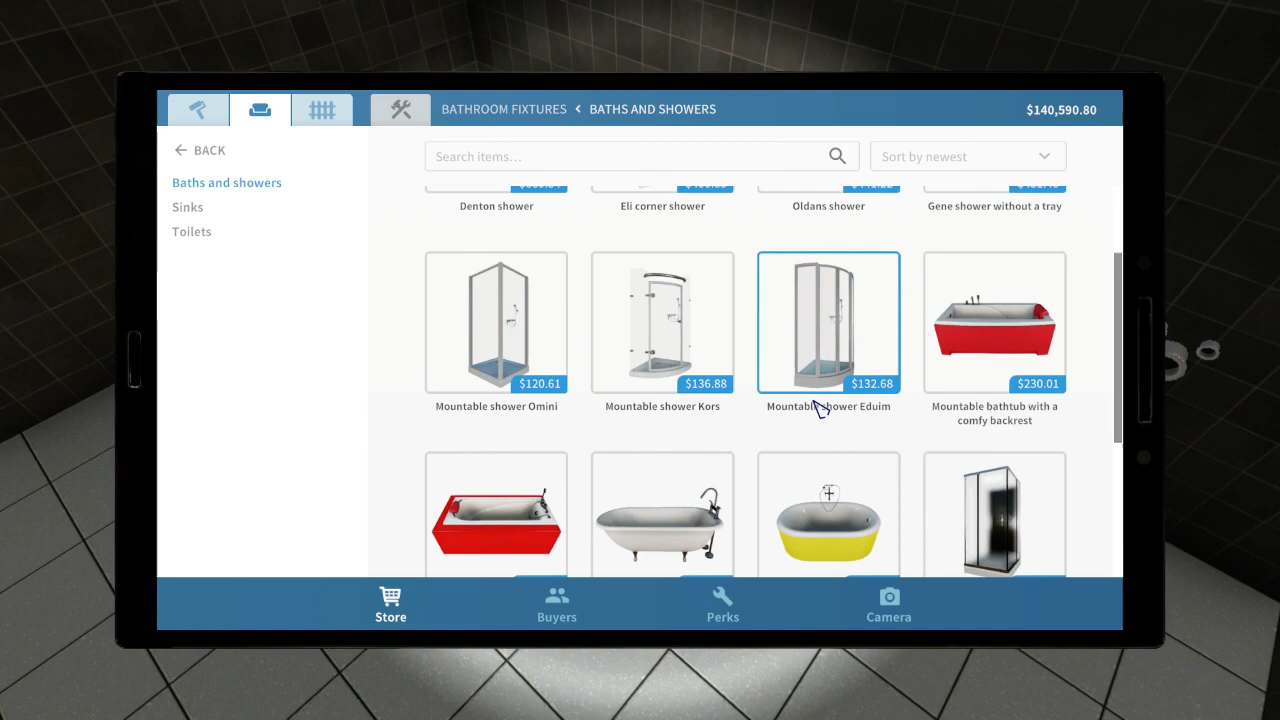 BATHROOM FIXTURES < BATHS AND SHOWERS
$140,590.80
BACK
Search items...
Sort by newest
Baths and showers
Sinks
Toilets
Denton shower
Eli corner shower
Oldans shower
Gene shower without a tray
$120.61
$136.88
$132.68
$230.01
Mountable shower Omini
Mountable shower Kors
Mountable shower Eduim
Mountable bathtub with a
comfy backrest
Store
Buyers
Perks
Camera